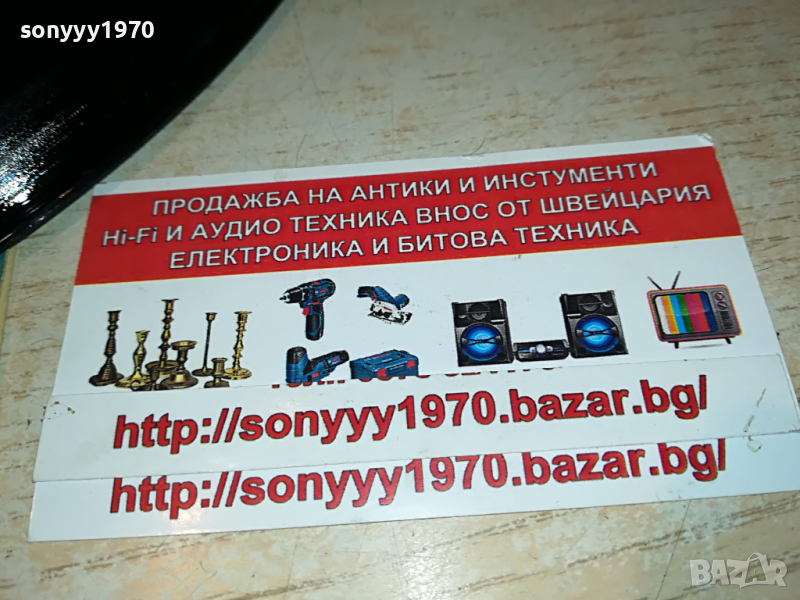 sonyyy1970
ПРОДАЖБА НА АНТИКИ И ИНСТУМЕНТИ
Hi-Fi И АУДИО ТЕХНИКА ВНОС ОТ ШВЕЙЦАРИЯ
ЕЛЕКТРОНИКА И БИТОВА ТЕХНИКА
http://sonyyy1970.bazar.bg/
http://sonyyy1970.bazar.bg/
BAZAR